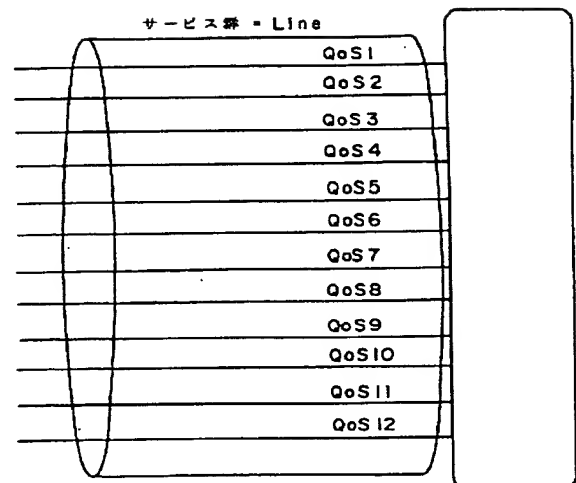 サービス群 = Line
QoS1
QoS2
QoS3
QoS4
QoS5
QoS6
QoS7
QoS8
QoS9
QoS10
QoS11
QoS12